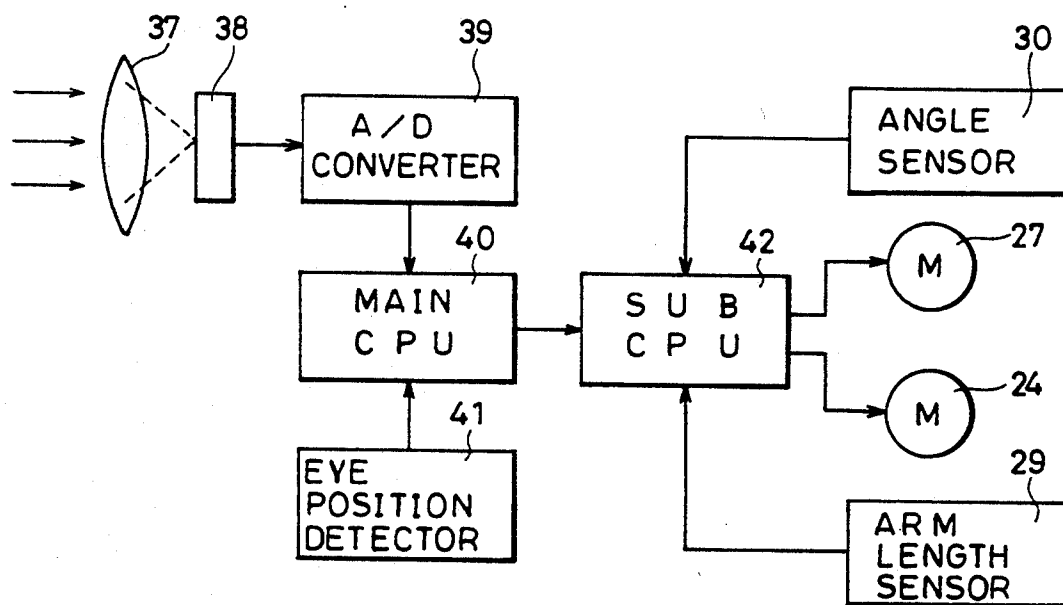 37
38
39
A/D
CONVERTER
30
ANGLE
SENSOR
40
MAIN
CPU
42
SUB
CPU
27
M
24
M
41
EYE
POSITION
DETECTOR
29
ARM
LENGTH
SENSOR